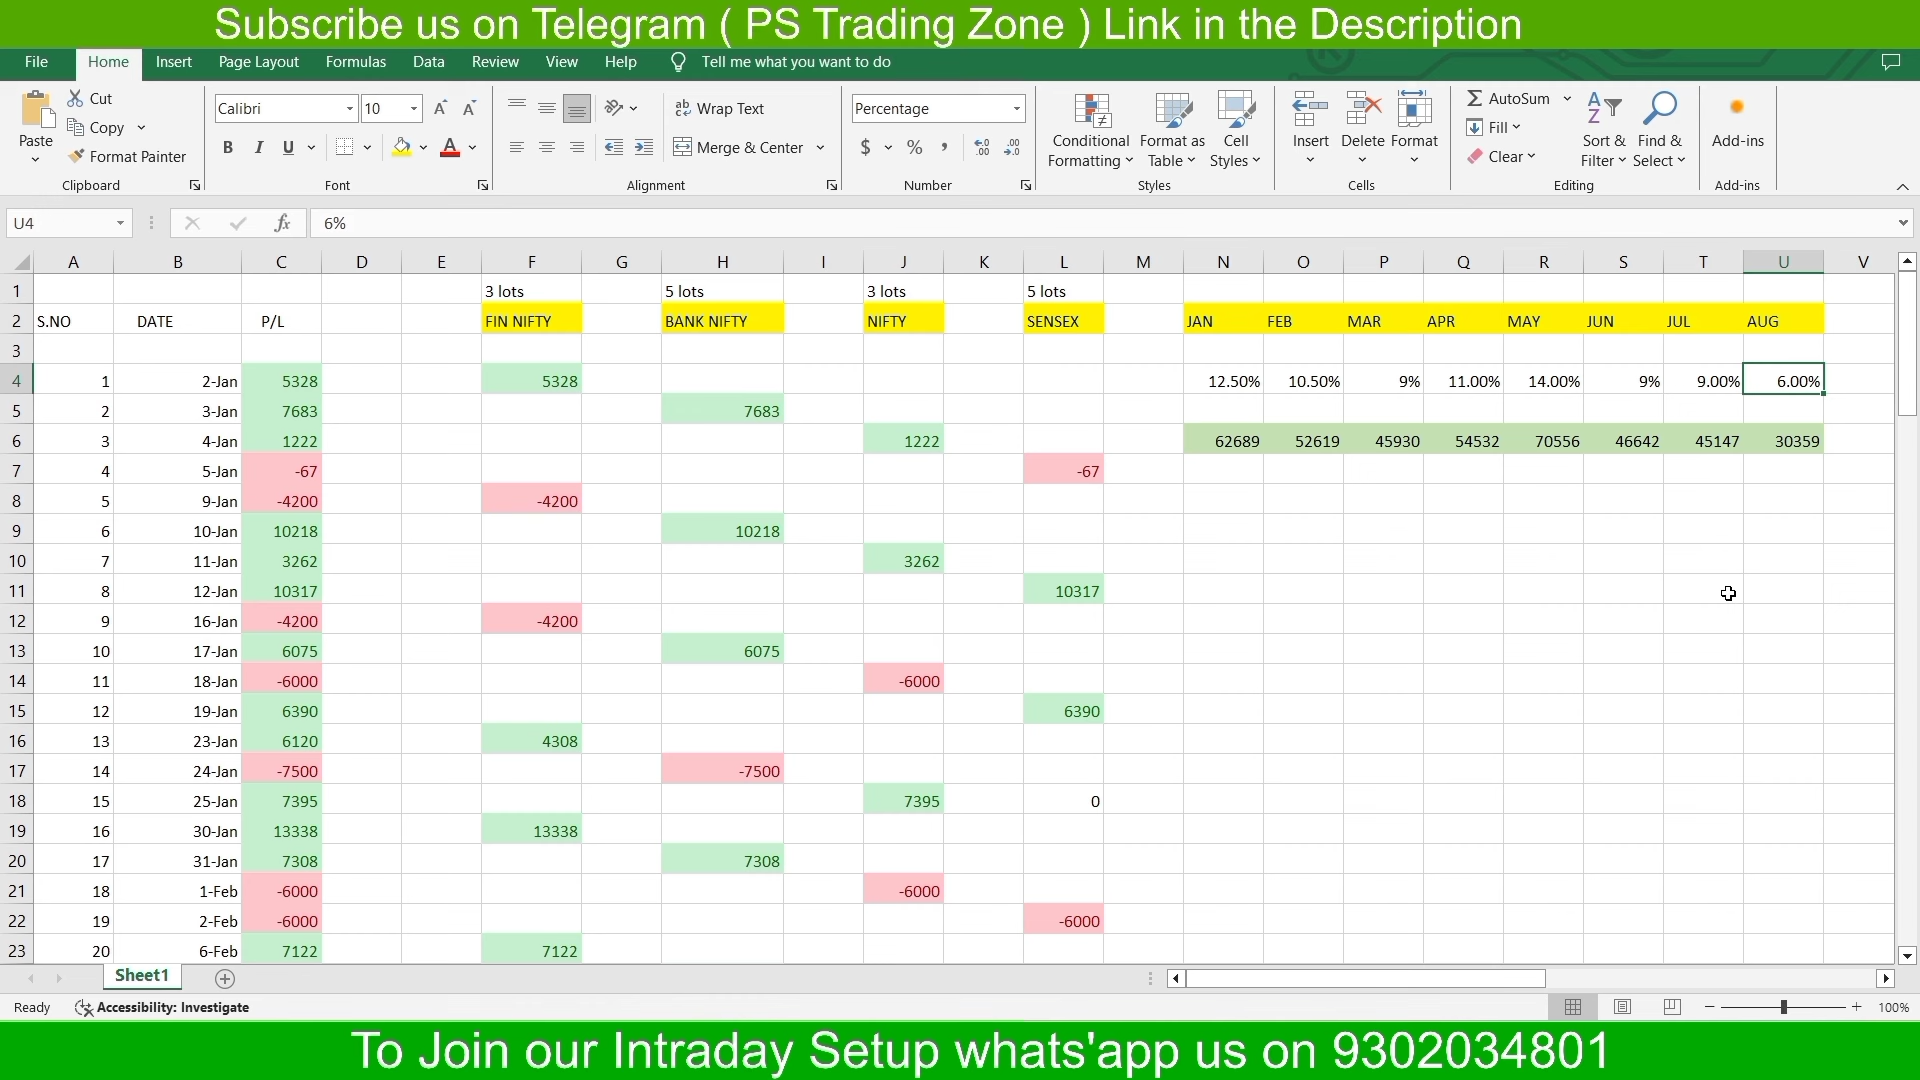 Subscribe us on Telegram ( PS Trading Zone ) Link in the Description
File Home Insert Page Layout Formulas Data Review View Help Tell me what you want to do
Paste Cut Copy Format Painter Clipboard
Calibri 10 B I U A Font
ab Wrap Text Merge & Center Alignment
Percentage $ % , Number
Conditional Formatting Format as Table Cell Styles Styles
Insert Delete Format Cells
AutoSum Fill Clear Sort & Filter Find & Select Editing
Add-ins Add-ins
U4 fx 6%
A B C D E F G H I J K L M N O P Q R S T U V
1 3 lots 5 lots 3 lots 5 lots
2 S.NO DATE P/L FIN NIFTY BANK NIFTY NIFTY SENSEX JAN FEB MAR APR MAY JUN JUL AUG
3
4 1 2-Jan 5328 5328 12.50% 10.50% 9% 11.00% 14.00% 9% 9.00% 6.00%
5 2 3-Jan 7683 7683
6 3 4-Jan 1222 1222 62689 52619 45930 54532 70556 46642 45147 30359
7 4 5-Jan -67 -67
8 5 9-Jan -4200 -4200
9 6 10-Jan 10218 10218
10 7 11-Jan 3262 3262
11 8 12-Jan 10317 10317
12 9 16-Jan -4200 -4200
13 10 17-Jan 6075 6075
14 11 18-Jan -6000 -6000
15 12 19-Jan 6390 6390
16 13 23-Jan 6120 4308
17 14 24-Jan -7500 -7500
18 15 25-Jan 7395 7395 0
19 16 30-Jan 13338 13338
20 17 31-Jan 7308 7308
21 18 1-Feb -6000 -6000
22 19 2-Feb -6000 -6000
23 20 6-Feb 7122 7122
Sheet1
Ready Accessibility: Investigate 100%
To Join our Intraday Setup whats'app us on 9302034801